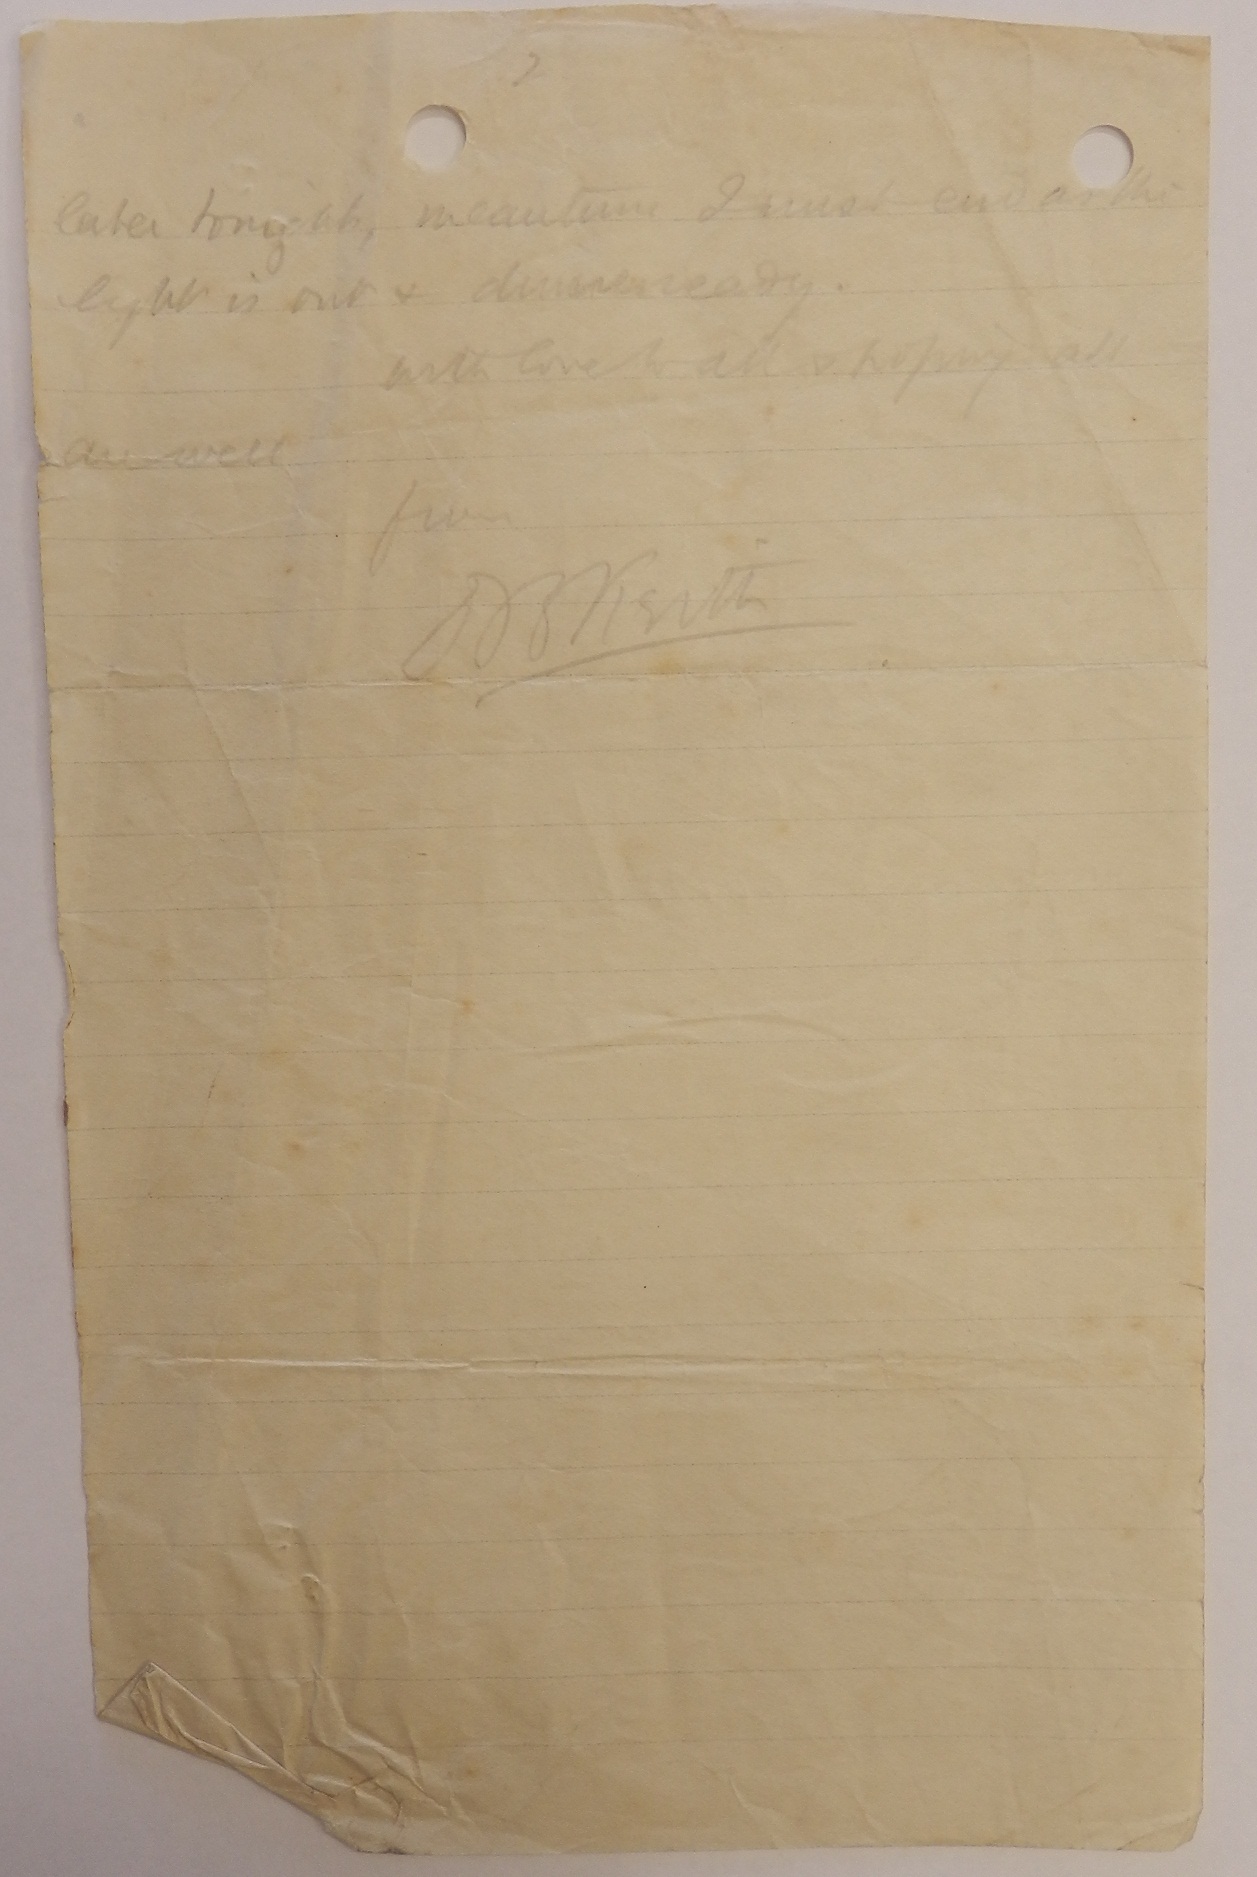 later tonight, meantime I must end as the
light is out & dinner ready.
with love to all & hoping all
are well
from